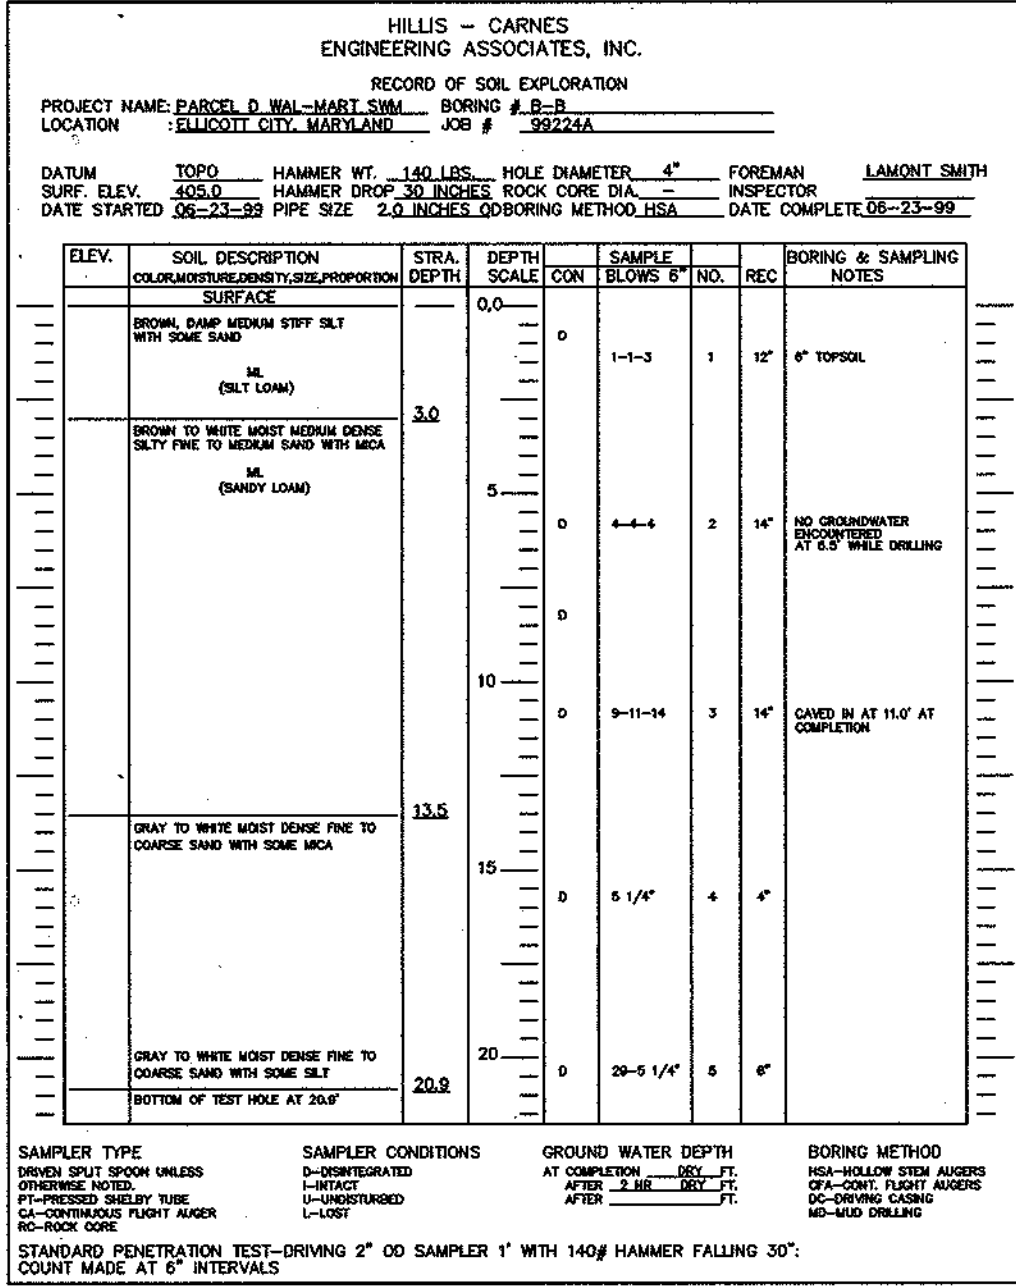 HILLIS – CARNES
ENGINEERING ASSOCIATES, INC.
RECORD OF SOIL EXPLORATION
PROJECT NAME: PARCEL D WAL-MART SWM BORING # B-B
LOCATION : ELLICOTT CITY, MARYLAND JOB # 99224A
DATUM TOPO HAMMER WT. 140 LBS. HOLE DIAMETER 4" FOREMAN LAMONT SMITH
SURF. ELEV. 405.0 HAMMER DROP 30 INCHES ROCK CORE DIA. – INSPECTOR
DATE STARTED 06-23-99 PIPE SIZE 2.0 INCHES OD BORING METHOD HSA DATE COMPLETE 06-23-99
ELEV. SOIL DESCRIPTION STRA. DEPTH SAMPLE BORING & SAMPLING
COLOR,MOISTURE,DENSITY,SIZE,PROPORTION DEPTH SCALE CON BLOWS 6" NO. REC NOTES
SURFACE 0.0
BROWN, DAMP MEDIUM STIFF SILT
WITH SOME SAND D
1-1-3 1 12" 6" TOPSOIL
ML
(SILT LOAM)
3.0
BROWN TO WHITE MOIST MEDIUM DENSE
SILTY FINE TO MEDIUM SAND WITH MICA
ML
(SANDY LOAM)
5
D 4-4-4 2 14" NO GROUNDWATER
ENCOUNTERED
AT 6.5' WHILE DRILLING
D
10
D 9-11-14 3 14" CAVED IN AT 11.0' AT
COMPLETION
13.5
GRAY TO WHITE MOIST DENSE FINE TO
COARSE SAND WITH SOME MICA
15
D 5 1/4" 4 4"
20
GRAY TO WHITE MOIST DENSE FINE TO
COARSE SAND WITH SOME SILT D 29-5 1/4" 5 6"
20.9
BOTTOM OF TEST HOLE AT 20.9'
SAMPLER TYPE
DRIVEN SPLIT SPOON UNLESS
OTHERWISE NOTED.
PT-PRESSED SHELBY TUBE
CA-CONTINUOUS FLIGHT AUGER
RC-ROCK CORE
SAMPLER CONDITIONS
D-DISINTEGRATED
I-INTACT
U-UNDISTURBED
L-LOST
GROUND WATER DEPTH
AT COMPLETION DRY FT.
AFTER 2 HR DRY FT.
AFTER FT.
BORING METHOD
HSA-HOLLOW STEM AUGERS
CFA-CONT. FLIGHT AUGERS
DC-DRIVING CASING
MD-MUD DRILLING
STANDARD PENETRATION TEST-DRIVING 2" OD SAMPLER 1' WITH 140# HAMMER FALLING 30":
COUNT MADE AT 6" INTERVALS